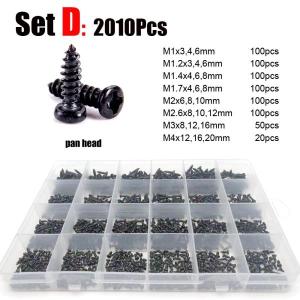 Set D: 2010Pcs
M1x3,4,6mm 100pcs
M1.2x3,4,6mm 100pcs
M1.4x4,6,8mm 100pcs
M1.7x4,6,8mm 100pcs
M2x6,8,10mm 100pcs
M2.6x8,10,12mm 100pcs
M3x8,12,16mm 50pcs
M4x12,16,20mm 20pcs
pan head